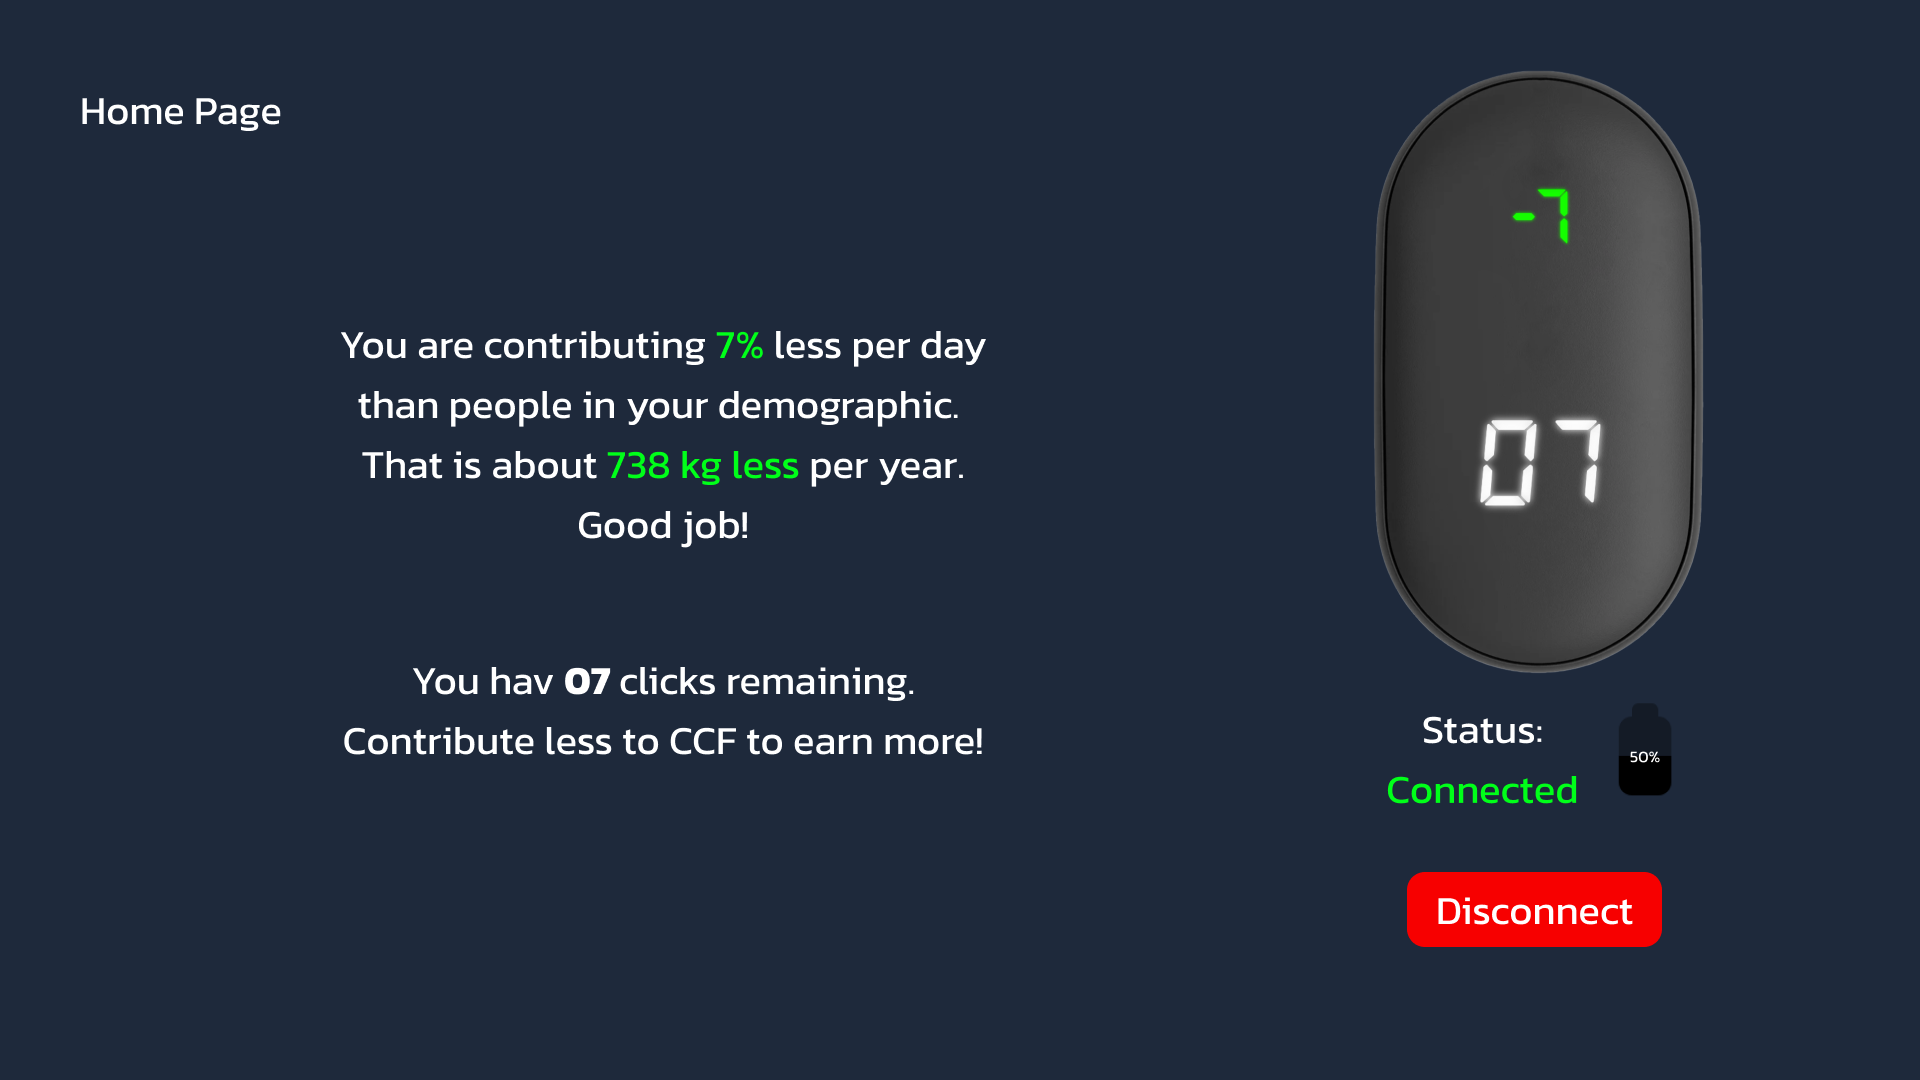 Home Page
You are contributing 7% less per day
than people in your demographic.
That is about 738 kg less per year.
Good job!
You hav 07 clicks remaining.
Contribute less to CCF to earn more!
-7
07
Status:
Connected
50%
Disconnect